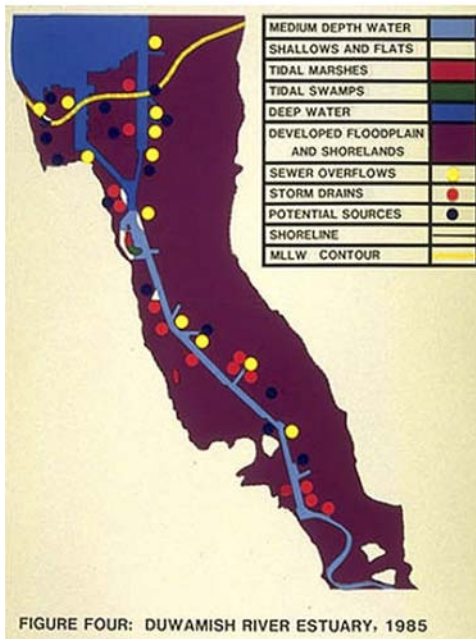 MEDIUM DEPTH WATER
SHALLOWS AND FLATS
TIDAL MARSHES
TIDAL SWAMPS
DEEP WATER
DEVELOPED FLOODPLAIN
AND SHORELANDS
SEWER OVERFLOWS
STORM DRAINS
POTENTIAL SOURCES
SHORELINE
MLLW CONTOUR
FIGURE FOUR: DUWAMISH RIVER ESTUARY, 1985